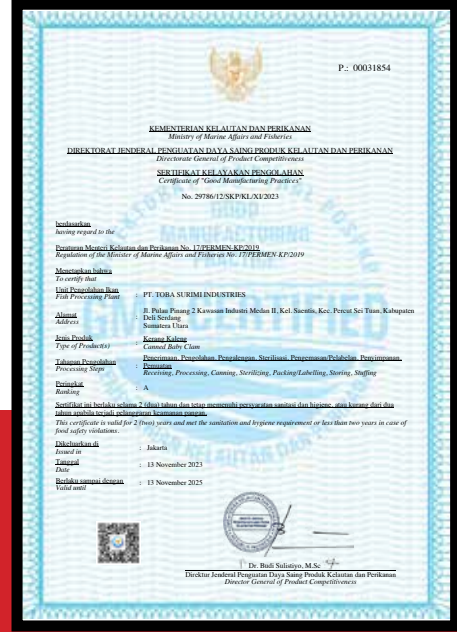 P.: 00031854
KEMENTERIAN KELAUTAN DAN PERIKANAN
Ministry of Marine Affairs and Fisheries
DIREKTORAT JENDERAL PENGUATAN DAYA SAING PRODUK KELAUTAN DAN PERIKANAN
Directorate General of Product Competitiveness
SERTIFIKAT KELAYAKAN PENGOLAHAN
Certificate of "Good Manufacturing Practices"
No. 29786/12/SKP/KL/XI/2023
berdasarkan
having regard to the
Peraturan Menteri Kelautan dan Perikanan No. 17/PERMEN-KP/2019
Regulation of the Minister of Marine Affairs and Fisheries No. 17/PERMEN-KP/2019
Menetapkan bahwa
To certify that
Unit Pengolahan Ikan
Fish Processing Plant : PT. TOBA SURIMI INDUSTRIES
Alamat
Address : Jl. Pulau Pinang 2 Kawasan Industri Medan II, Kel. Saentis, Kec. Percut Sei Tuan, Kabupaten
Deli Serdang
Sumatera Utara
Jenis Produk
Type of Product(s) : Kerang Kaleng
Canned Baby Clam
Tahapan Pengolahan
Processing Steps : Penerimaan, Pengolahan, Pengalengan, Sterilisasi, Pengemasan/Pelabelan, Penyimpanan,
Pemuatan
Receiving, Processing, Canning, Sterilizing, Packing/Labelling, Storing, Stuffing
Peringkat
Ranking : A
Sertifikat ini berlaku selama 2 (dua) tahun dan tetap memenuhi persyaratan sanitasi dan higiene, atau kurang dari dua
tahun apabila terjadi pelanggaran keamanan pangan.
This certificate is valid for 2 (two) years and met the sanitation and hygiene requirement or less than two years in case of
food safety violations.
Dikeluarkan di
Issued in : Jakarta
Tanggal
Date : 13 November 2023
Berlaku sampai dengan
Valid until : 13 November 2025
Dr. Budi Sulistiyo, M.Sc
Direktur Jenderal Penguatan Daya Saing Produk Kelautan dan Perikanan
Director General of Product Competitiveness